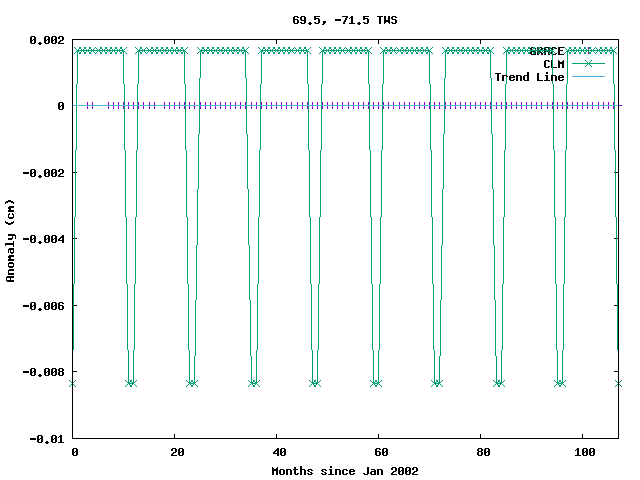 69.5, -71.5 TWS
0.002
0
-0.002
-0.004
-0.006
-0.008
-0.01
Anomaly (cm)
GRACE
CLM
Trend Line
0 20 40 60 80 100
Months since Jan 2002